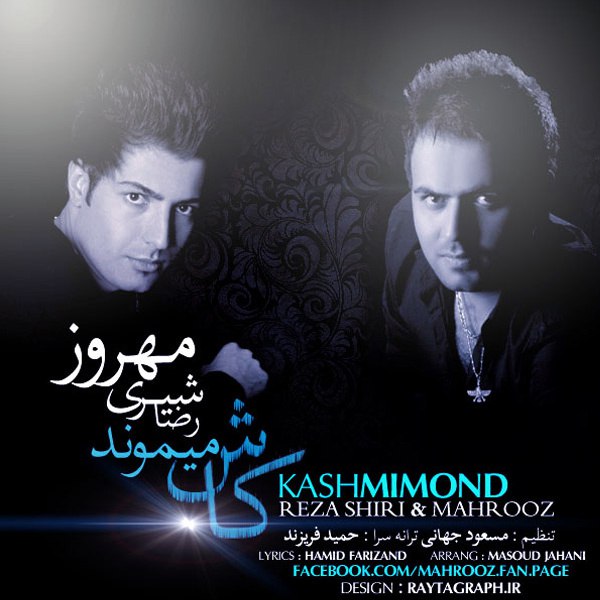 مهروز
رضا شیری
کاش میموند
KASHMIMOND
REZA SHIRI & MAHROOZ
تنظیم : مسعود جهانی ترانه سرا : حمید فریزند
LYRICS : HAMID FARIZAND ARRANG : MASOUD JAHANI
FACEBOOK.COM/MAHROOZ.FAN.PAGE
DESIGN : RAYTAGRAPH.IR